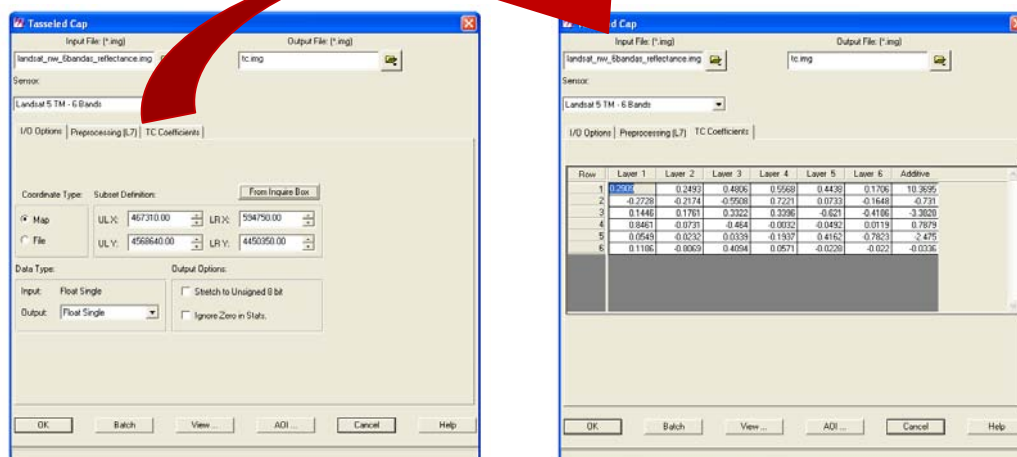 Tasseled Cap
Input File: (*.img)
Output File: (*.img)
landsat_nw_6bandas_reflectance.img
tc.img
Sensor:
Landsat 5 TM - 6 Bands
I/O Options
Preprocessing (L7)
TC Coefficients
Coordinate Type:
Subset Definition:
From Inquire Box
Map
UL X: 467310.00
LR X: 594750.00
File
UL Y: 4568640.00
LR Y: 4450350.00
Data Type:
Output Options:
Input: Float Single
Stretch to Unsigned 8 bit
Output: Float Single
Ignore Zero in Stats.
OK
Batch
View ...
AOI ...
Cancel
Help
d Cap
Input File: (*.img)
Output File: (*.img)
landsat_nw_6bandas_reflectance.img
tc.img
Sensor:
Landsat 5 TM - 6 Bands
I/O Options
Preprocessing (L7)
TC Coefficients
Row Layer 1 Layer 2 Layer 3 Layer 4 Layer 5 Layer 6 Additive
1 0.2909 0.2493 0.4806 0.5568 0.4438 0.1706 10.3695
2 -0.2728 -0.2174 -0.5508 0.7221 0.0733 -0.1648 -0.731
3 0.1446 0.1761 0.3322 0.3396 -0.621 -0.4186 -3.3828
4 0.8461 -0.0731 -0.464 -0.0032 -0.0492 0.0119 0.7879
5 0.0549 -0.0232 0.0339 -0.1937 0.4162 -0.7823 -2.475
6 0.1186 -0.8069 0.4094 0.0571 -0.0228 -0.022 -0.0336
OK
Batch
View ...
AOI ...
Cancel
Help